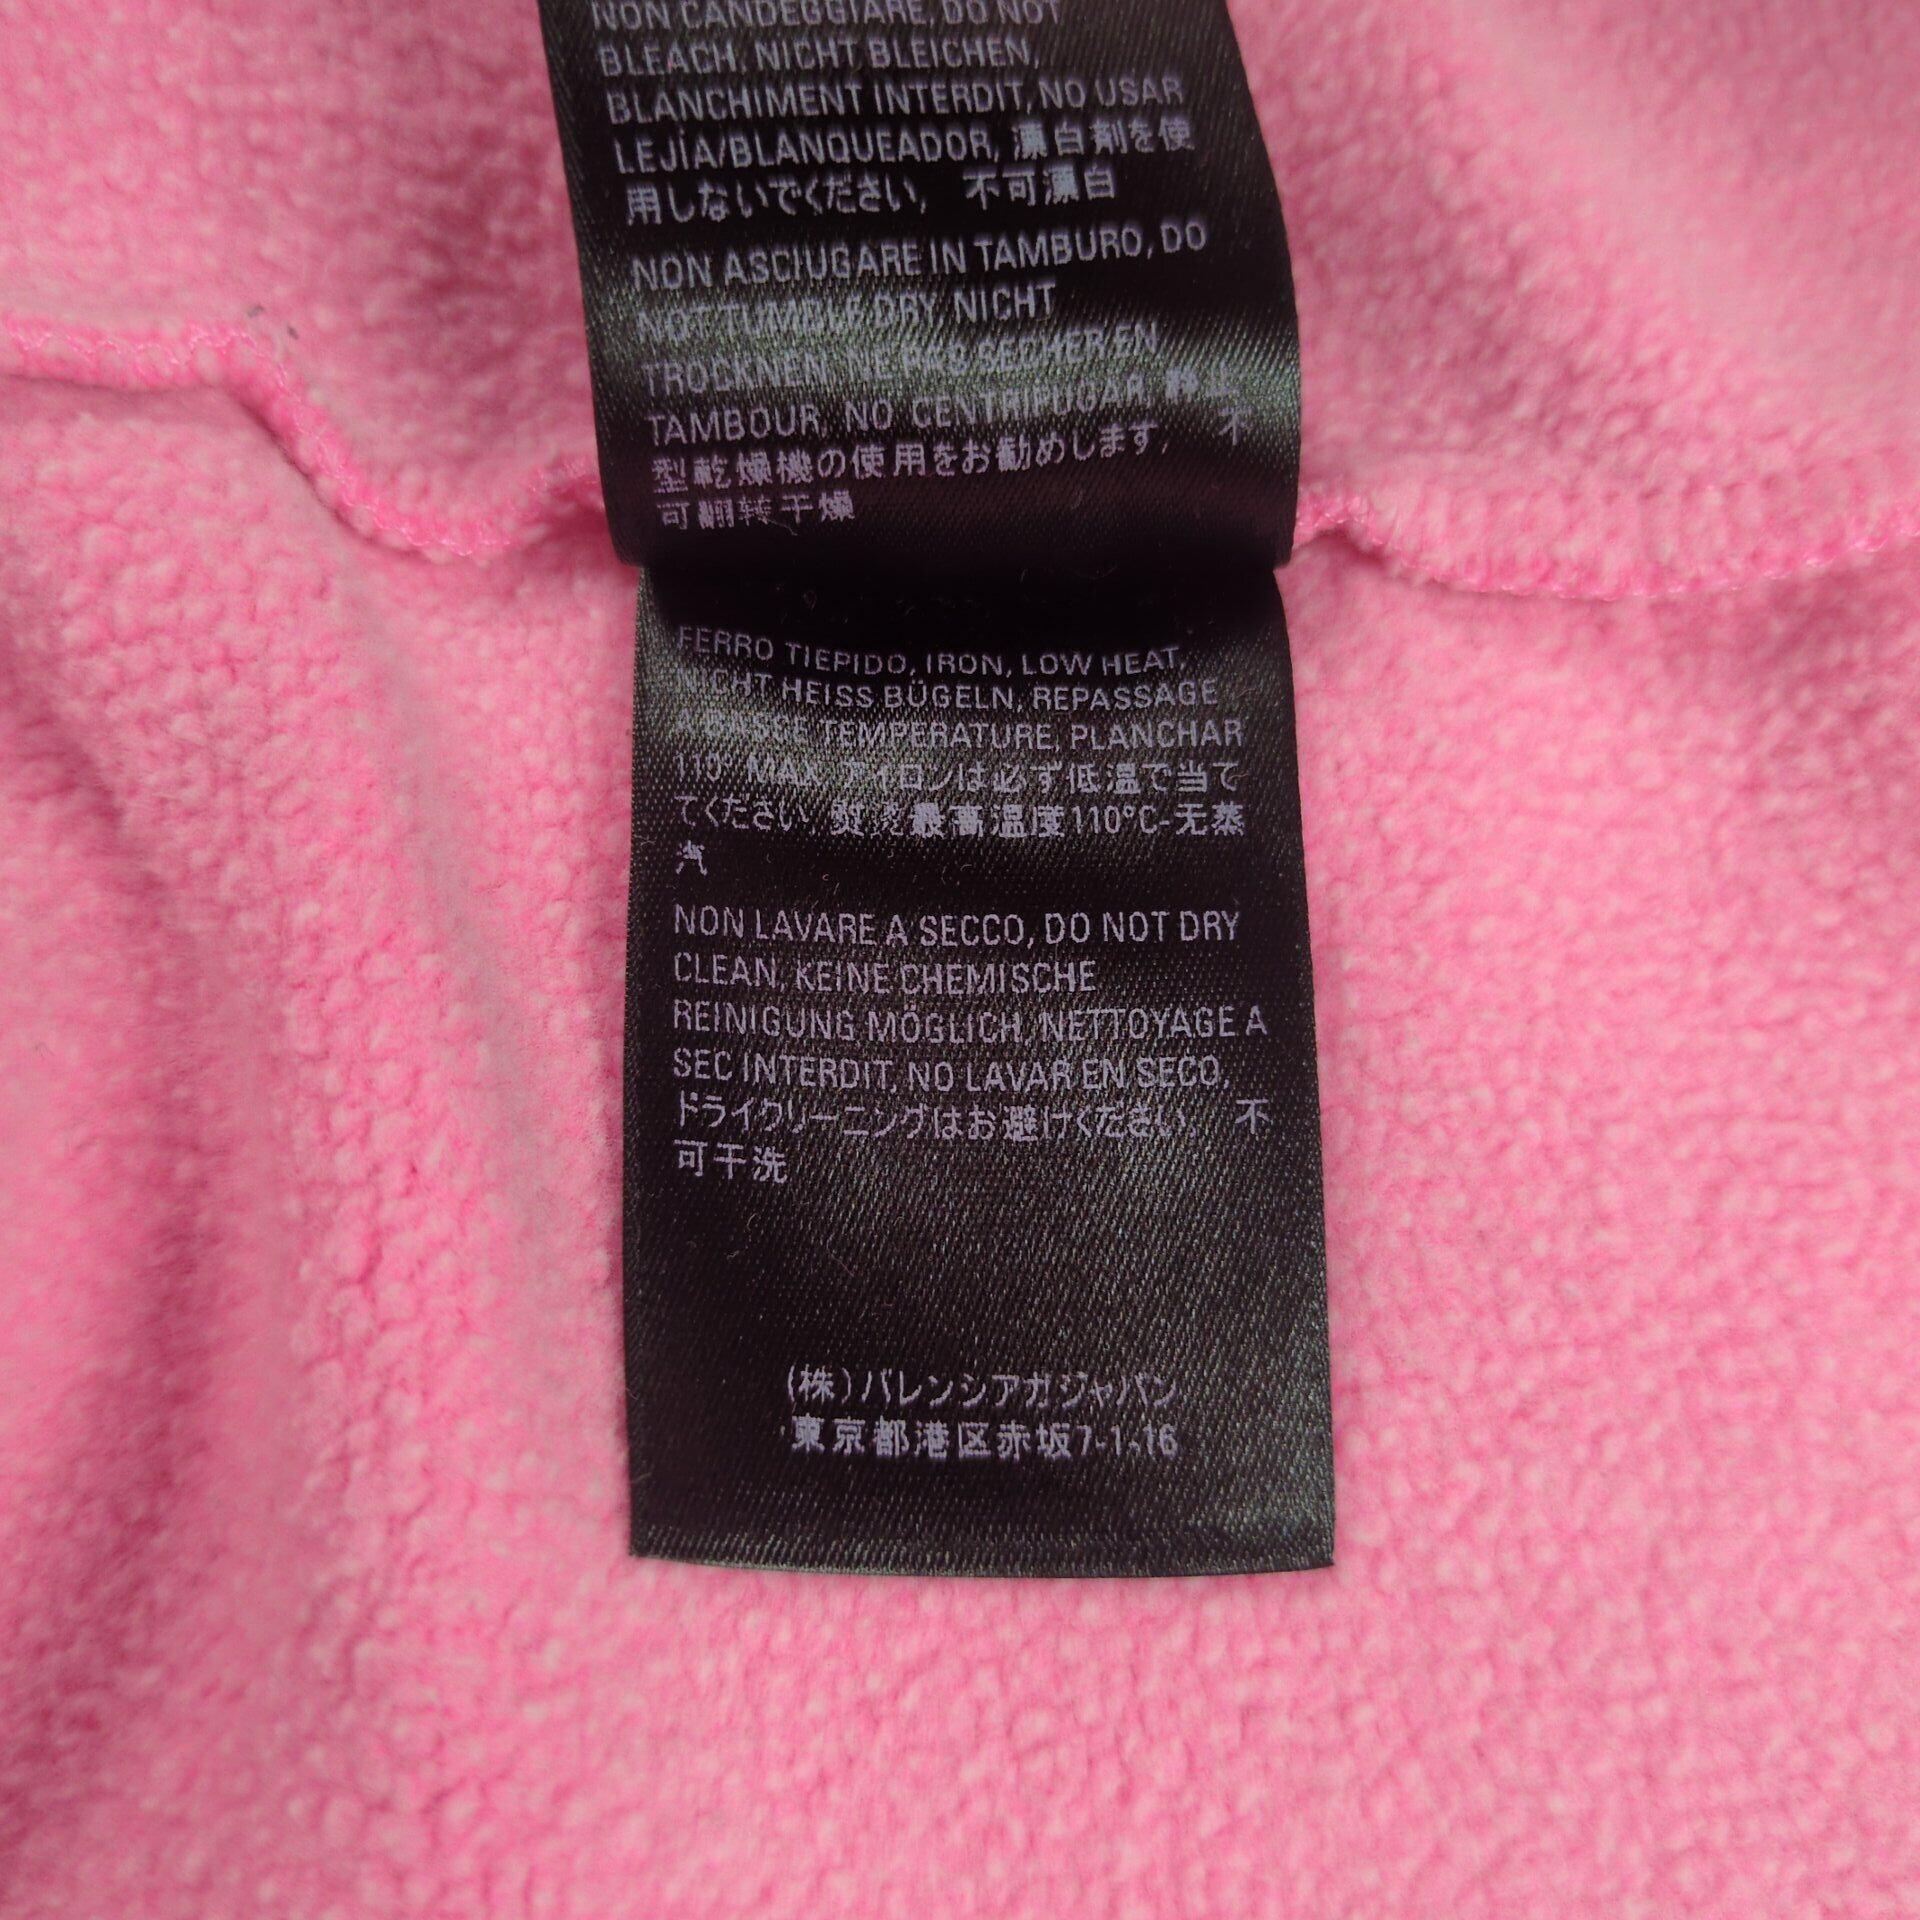 NON CANDEGGIARE, DO NOT
BLEACH, NICHT BLEICHEN,
BLANCHIMENT INTERDIT, NO USAR
LEJÍA/BLANQUEADOR, 漂白剤を使
用しないでください, 不可漂白
NON ASCIUGARE IN TAMBURO, DO
NOT TUMBLE DRY, NICHT
TROCKNEN, NE PAS SECHER EN
TAMBOUR, NO CENTRIFUGAR, 静止
型乾燥機の使用をお勧めします, 不
可翻转干燥
FERRO TIEPIDO, IRON, LOW HEAT,
NICHT HEISS BÜGELN, REPASSAGE
A BASSE TEMPERATURE, PLANCHAR
110° MAX, アイロンは必ず低温で当て
てください, 熨烫最高温度110°C-无蒸
汽
NON LAVARE A SECCO, DO NOT DRY
CLEAN, KEINE CHEMISCHE
REINIGUNG MÖGLICH, NETTOYAGE A
SEC INTERDIT, NO LAVAR EN SECO,
ドライクリーニングはお避けください, 不
可干洗
(株)バレンシアガジャパン
東京都港区赤坂7-1-16